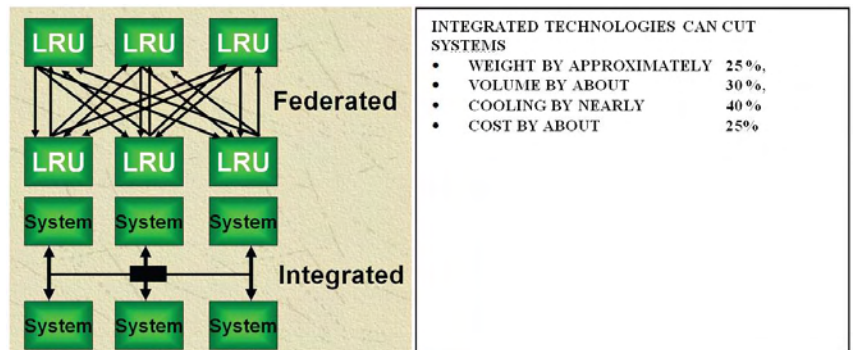 LRU LRU LRU
Federated
LRU LRU LRU
System System System
Integrated
System System System
INTEGRATED TECHNOLOGIES CAN CUT
SYSTEMS
• WEIGHT BY APPROXIMATELY 25%,
• VOLUME BY ABOUT 30%,
• COOLING BY NEARLY 40%
• COST BY ABOUT 25%